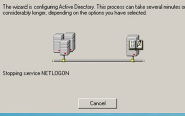 The wizard is configuring Active Directory. This process can take several minutes or
considerably longer, depending on the options you have selected.
Stopping service NETLOGON
Cancel